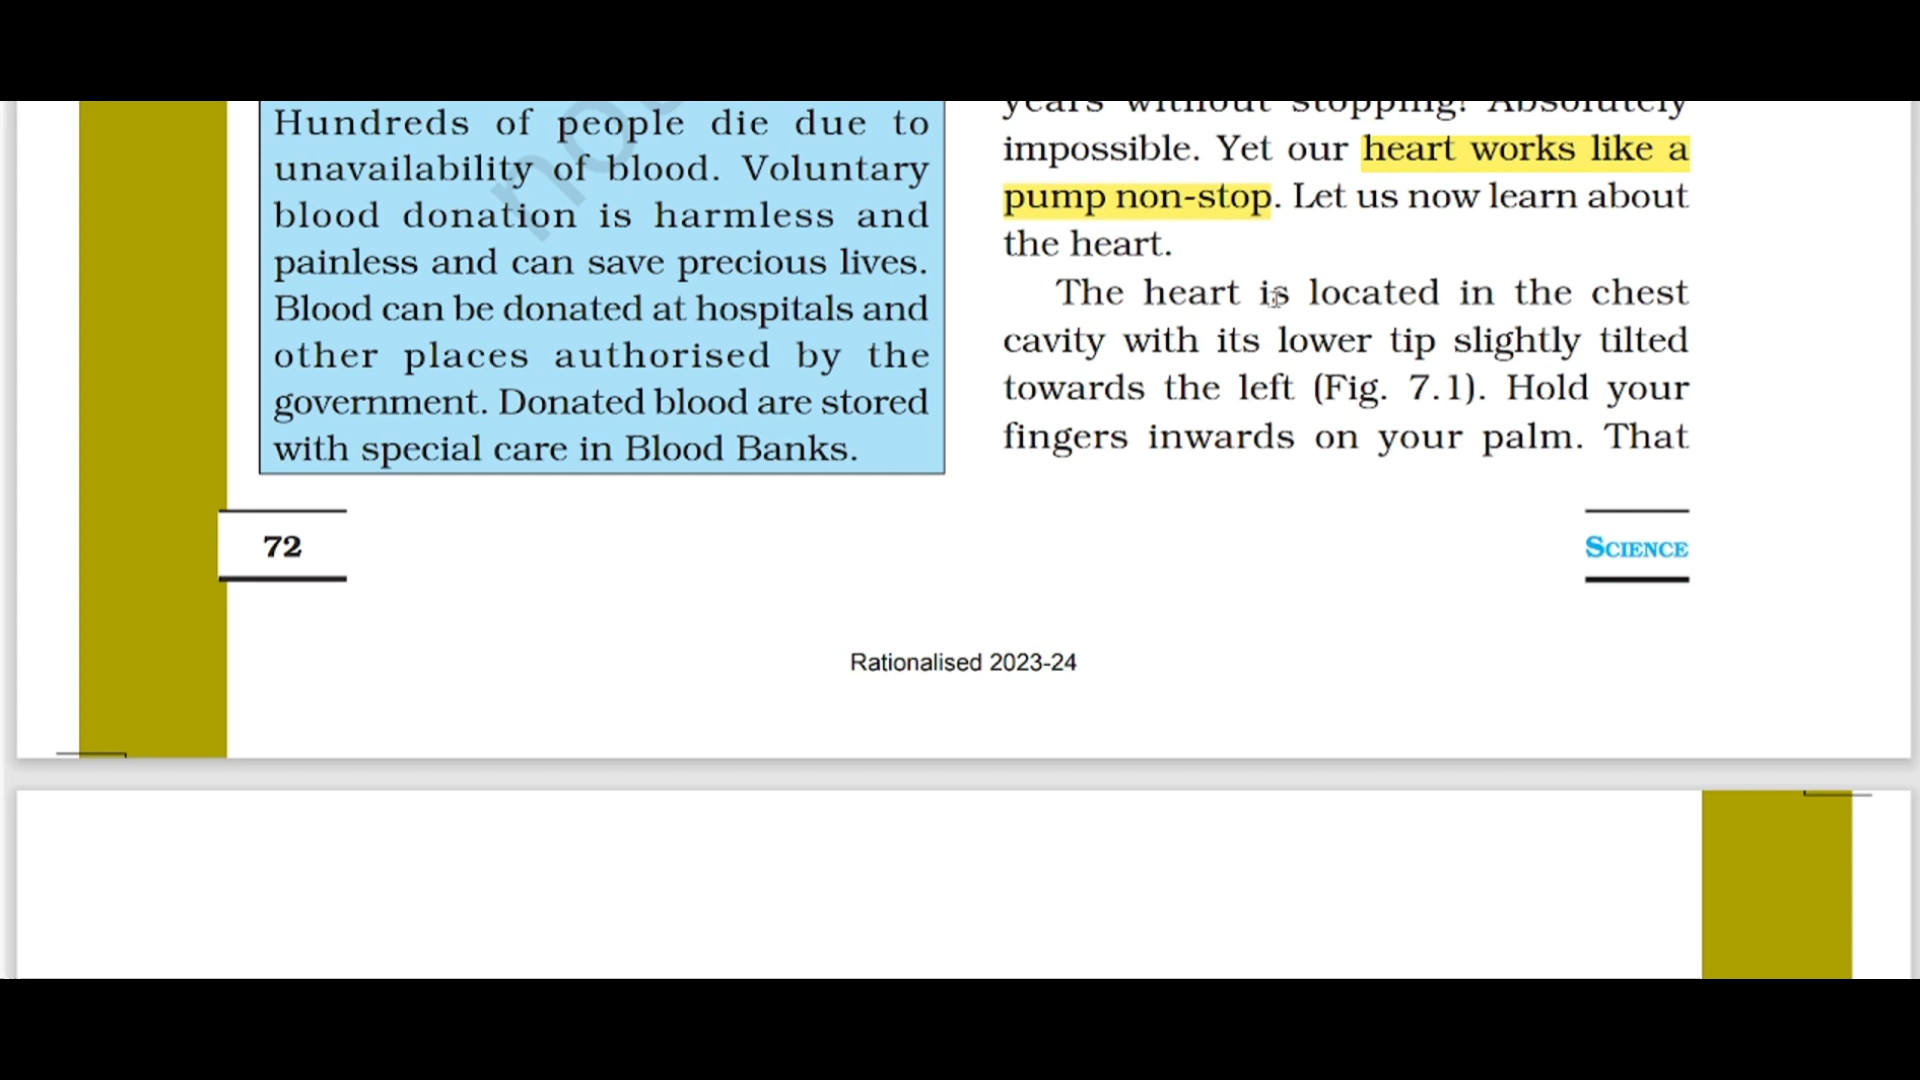 Hundreds of people die due to
unavailability of blood. Voluntary
blood donation is harmless and
painless and can save precious lives.
Blood can be donated at hospitals and
other places authorised by the
government. Donated blood are stored
with special care in Blood Banks.
years without stopping! Absolutely
impossible. Yet our heart works like a
pump non-stop. Let us now learn about
the heart.
The heart is located in the chest
cavity with its lower tip slightly tilted
towards the left (Fig. 7.1). Hold your
fingers inwards on your palm. That
72
SCIENCE
Rationalised 2023-24